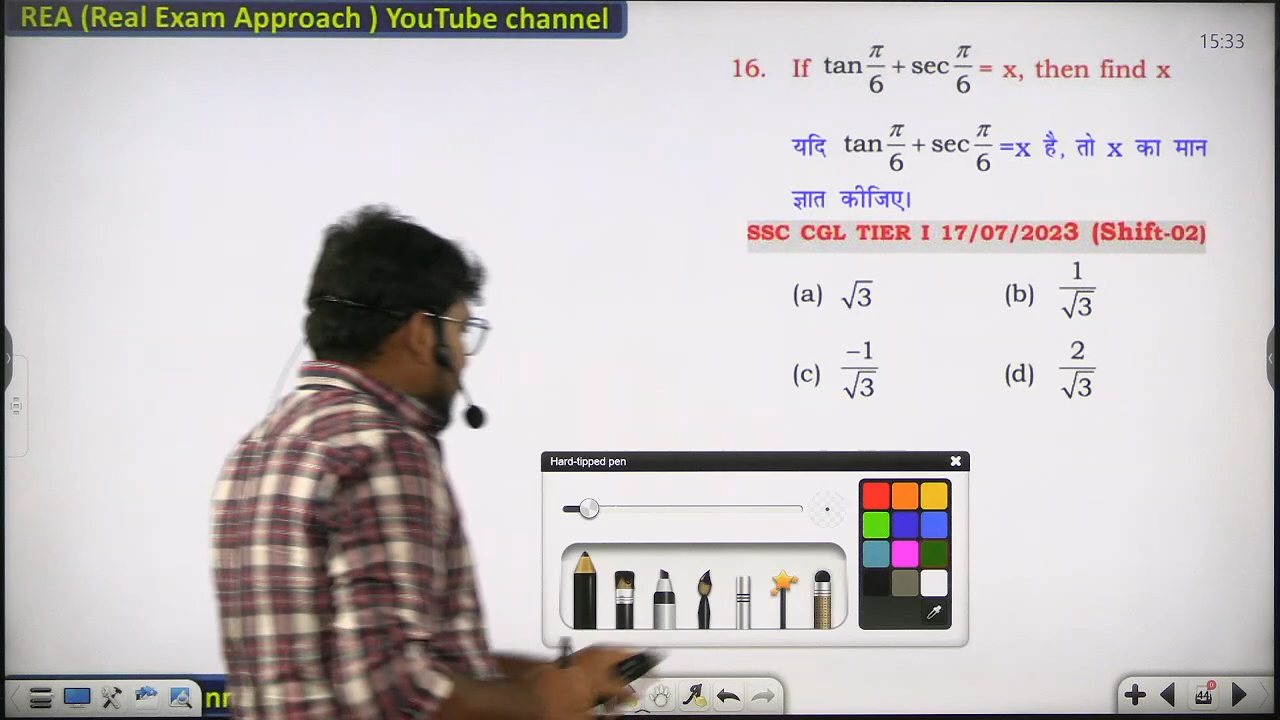 REA (Real Exam Approach ) YouTube channel
15:33
16. If tan π/6 + sec π/6 = x, then find x
यदि tan π/6 + sec π/6 =x है, तो x का मान
ज्ञात कीजिए।
SSC CGL TIER I 17/07/2023 (Shift-02)
(a) √3 (b) 1/√3
(c) −1/√3 (d) 2/√3
Hard-tipped pen
44